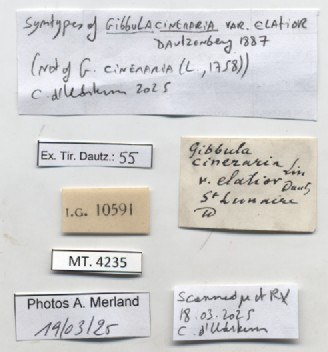 Syntypes of GIBBULA CINERARIA VAR. ELATIOR
DAUTZENBERG 1887
(not of G. CINERARIA (L., 1758))
C. d'Udekem 2025
Ex. Tir. Dautz.: 55
I.G. 10591
MT. 4235
Photos A. Merland
19/03/25
Gibbula
cineraria Lin
v. elatior Dautz
St Lunaire
Scanned
18.03.2025
C. d'Udekem